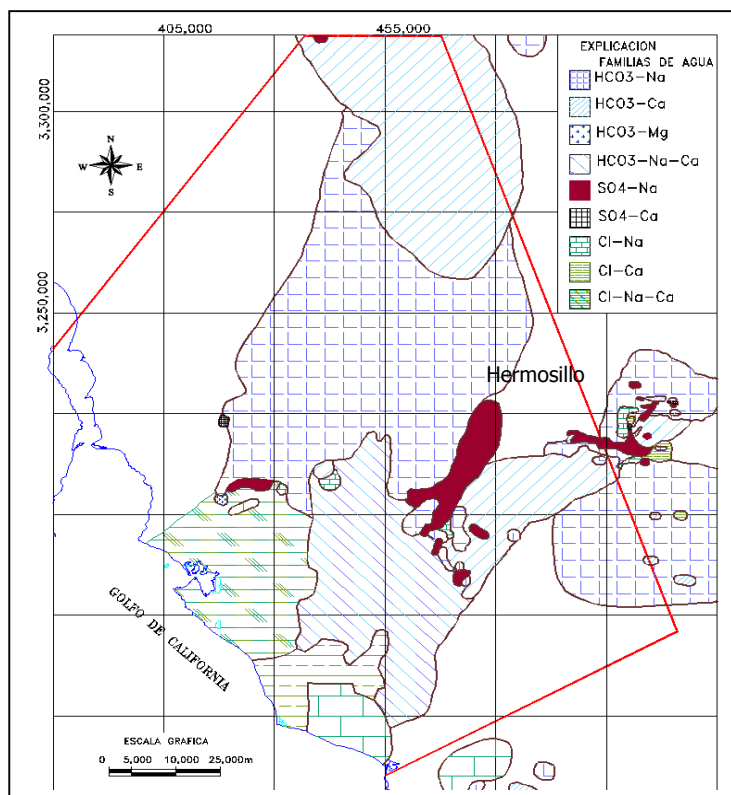 405,000 455,000
EXPLICACION
FAMILIAS DE AGUA
HCO3-Na
HCO3-Ca
HCO3-Mg
HCO3-Na-Ca
SO4-Na
SO4-Ca
Cl-Na
Cl-Ca
Cl-Na-Ca
3,300,000
N
W E
S
3,250,000
Hermosillo
GOLFO DE CALIFORNIA
ESCALA GRAFICA
0 5,000 10,000 25,000m